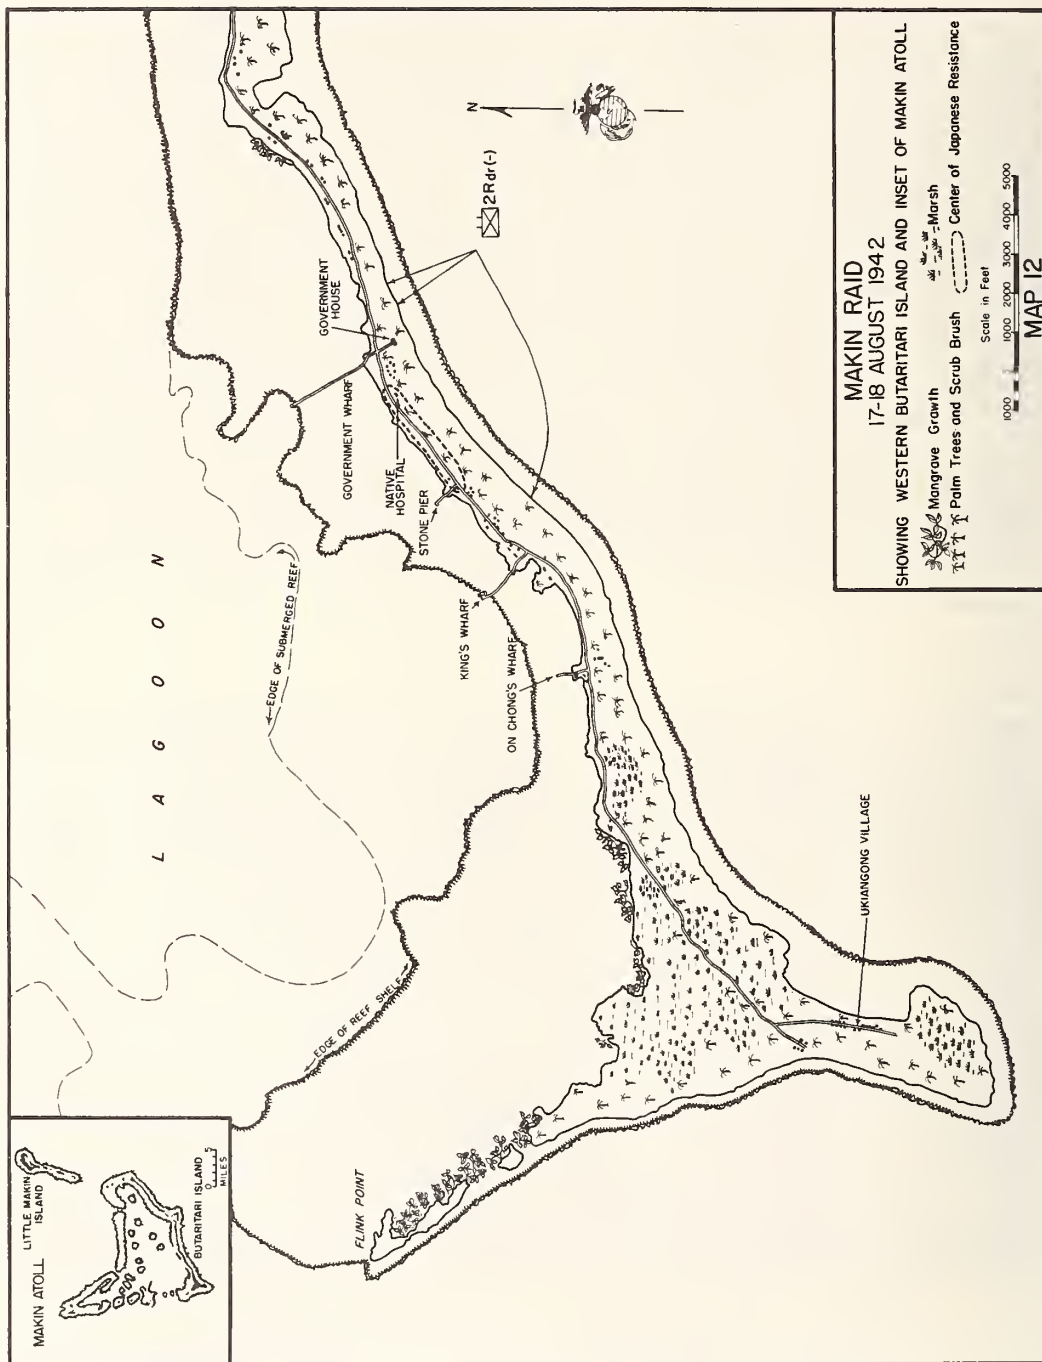 MAKIN ATOLL
LITTLE MAKIN
ISLAND
BUTARITARI ISLAND
0 5
MILES
LAGOON
EDGE OF SUBMERGED REEF
EDGE OF REEF SHELF
FLINK POINT
GOVERNMENT
HOUSE
GOVERNMENT WHARF
NATIVE
HOSPITAL
STONE PIER
KING'S WHARF
ON CHONG'S WHARF
UKIANGONG VILLAGE
2Rdr(-)
N
MAKIN RAID
17-18 AUGUST 1942
SHOWING WESTERN BUTARITARI ISLAND AND INSET OF MAKIN ATOLL
Mangrave Growth Marsh
Palm Trees and Scrub Brush Center of Japanese Resistance
Scale in Feet
1000 1000 2000 3000 4000 5000
MAP 12